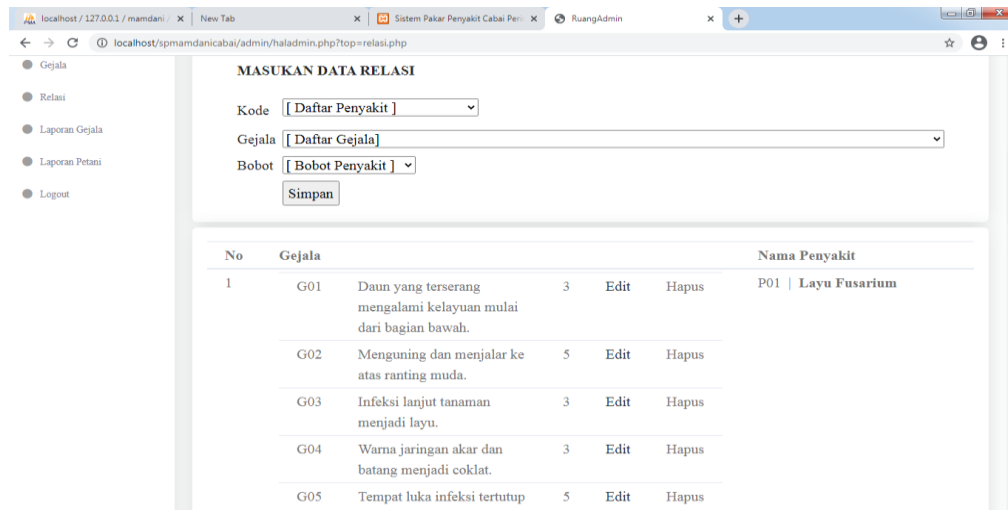 localhost / 127.0.0.1 / mamdani
New Tab
Sistem Pakar Penyakit Cabai
RuangAdmin
localhost/spmamdanicabai/admin/haladmin.php?top=relasi.php
Gejala
Relasi
Laporan Gejala
Laporan Petani
Logout
MASUKAN DATA RELASI
Kode [ Daftar Penyakit ]
Gejala [ Daftar Gejala]
Bobot [ Bobot Penyakit ]
Simpan
No Gejala Nama Penyakit
1 G01 Daun yang terserang 3 Edit Hapus P01 | Layu Fusarium
mengalami kelayuan mulai
dari bagian bawah.
G02 Menguning dan menjalar ke 5 Edit Hapus
atas ranting muda.
G03 Infeksi lanjut tanaman 3 Edit Hapus
menjadi layu.
G04 Warna jaringan akar dan 3 Edit Hapus
batang menjadi coklat.
G05 Tempat luka infeksi tertutup 5 Edit Hapus